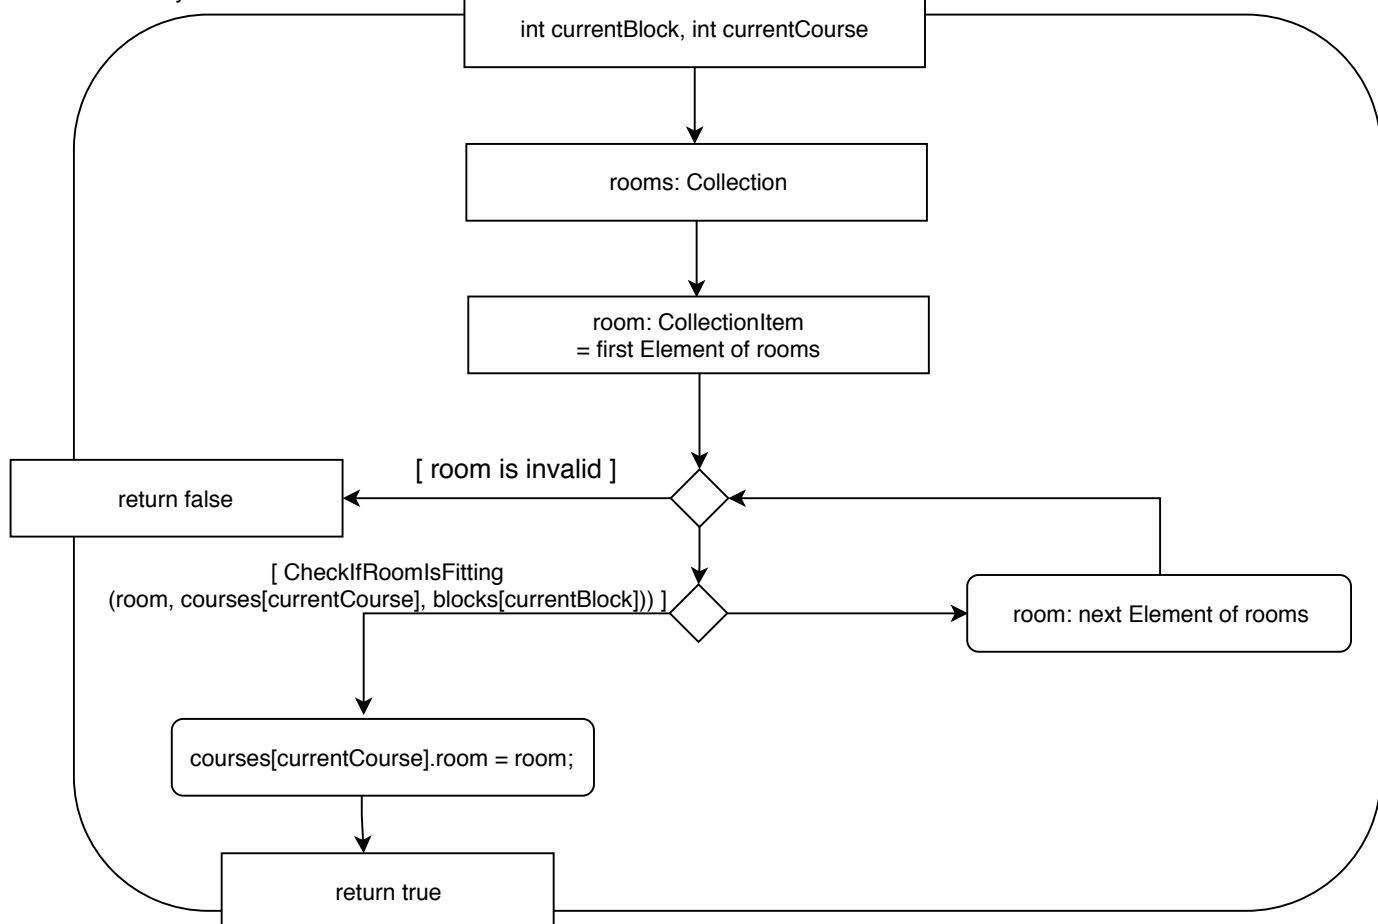 int currentBlock, int currentCourse
rooms: Collection
room: CollectionItem
= first Element of rooms
[ room is invalid ]
return false
[ CheckIfRoomIsFitting
(room, courses[currentCourse], blocks[currentBlock])) ]
room: next Element of rooms
courses[currentCourse].room = room;
return true